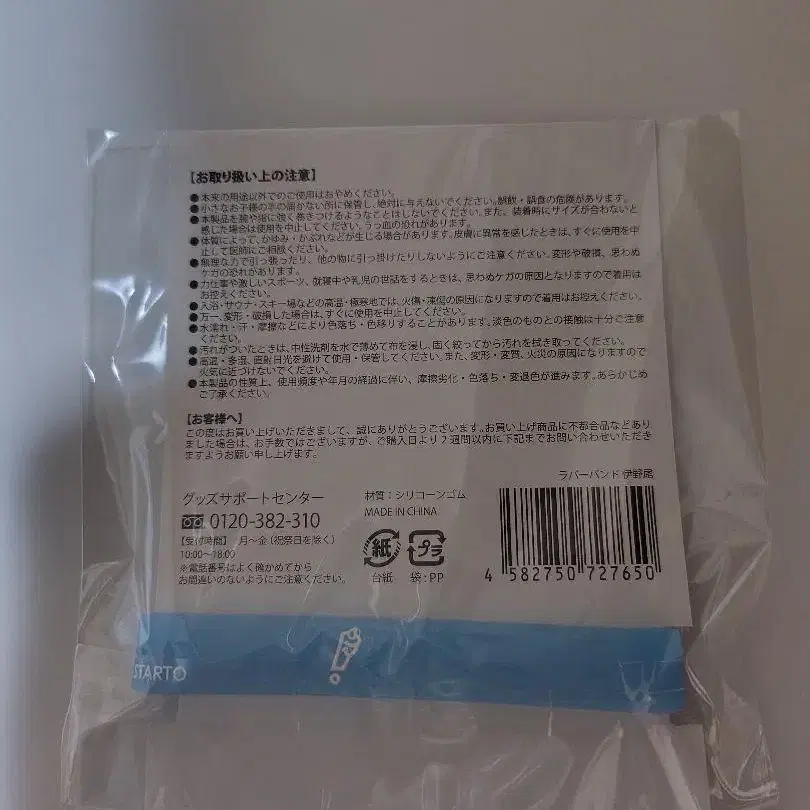 【お取り扱い上の注意】
●本来の用途以外でのご使用はおやめください。
●小さなお子様の手の届かない所に保管し、絶対に与えないでください。誤飲・誤食の危険があります。
●本製品を腕や指に強く巻きつけるようなことはしないでください。また、装着時にサイズが合わないと
感じた場合は使用を中止してください。うっ血の恐れがあります。
●体質によって、かゆみ・かぶれなどが生じる場合があります。皮膚に異常を感じたときは、すぐに使用を中
止して医師にご相談ください。
●無理な力で引っ張ったり、他の物に引っ掛けたりしないようにご注意ください。変形や破損、思わぬ
ケガの恐れがあります。
●力仕事や激しいスポーツ、就寝中や乳児の世話をするときは、思わぬケガの原因となりますので着用は
お控えください。
●入浴・サウナ・スキー場などの高温・極寒地では、火傷・凍傷の原因になりますので着用はお控えください。
●万一、変形・破損した場合は、すぐに使用を中止してください。
●水濡れ・汗・摩擦などにより色落ち・色移りすることがあります。淡色のものとの接触は十分ご注意
ください。
●汚れがついたときは、中性洗剤を水で薄めて布を浸し、固く絞ってから汚れを拭き取ってください。
●高温・多湿、直射日光を避けて使用・保管してください。また、変形・変質、火災の原因になりますので
火気に近づけないでください。
●本製品の性質上、使用頻度や年月の経過に伴い、摩擦劣化・色落ち・変退色が進みます。あらかじめ
ご了承ください。
【お客様へ】
この度はお買い上げいただきまして、誠にありがとうございます。お買い上げ商品に不都合品などあり
ました場合は、お手数ではございますが、ご購入日より2週間以内に下記までお問い合わせいただき
ますようお願い申し上げます。
ラバーバンド 伊野尾
グッズサポートセンター
0120-382-310
【受付時間】 月〜金（祝祭日を除く）
10:00〜18:00
※電話番号はよく確かめてから
お間違いのないようにご注意ください。
材質：シリコーンゴム
MADE IN CHINA
紙 プラ
台紙 袋：PP
4 582750 727650
STARTO